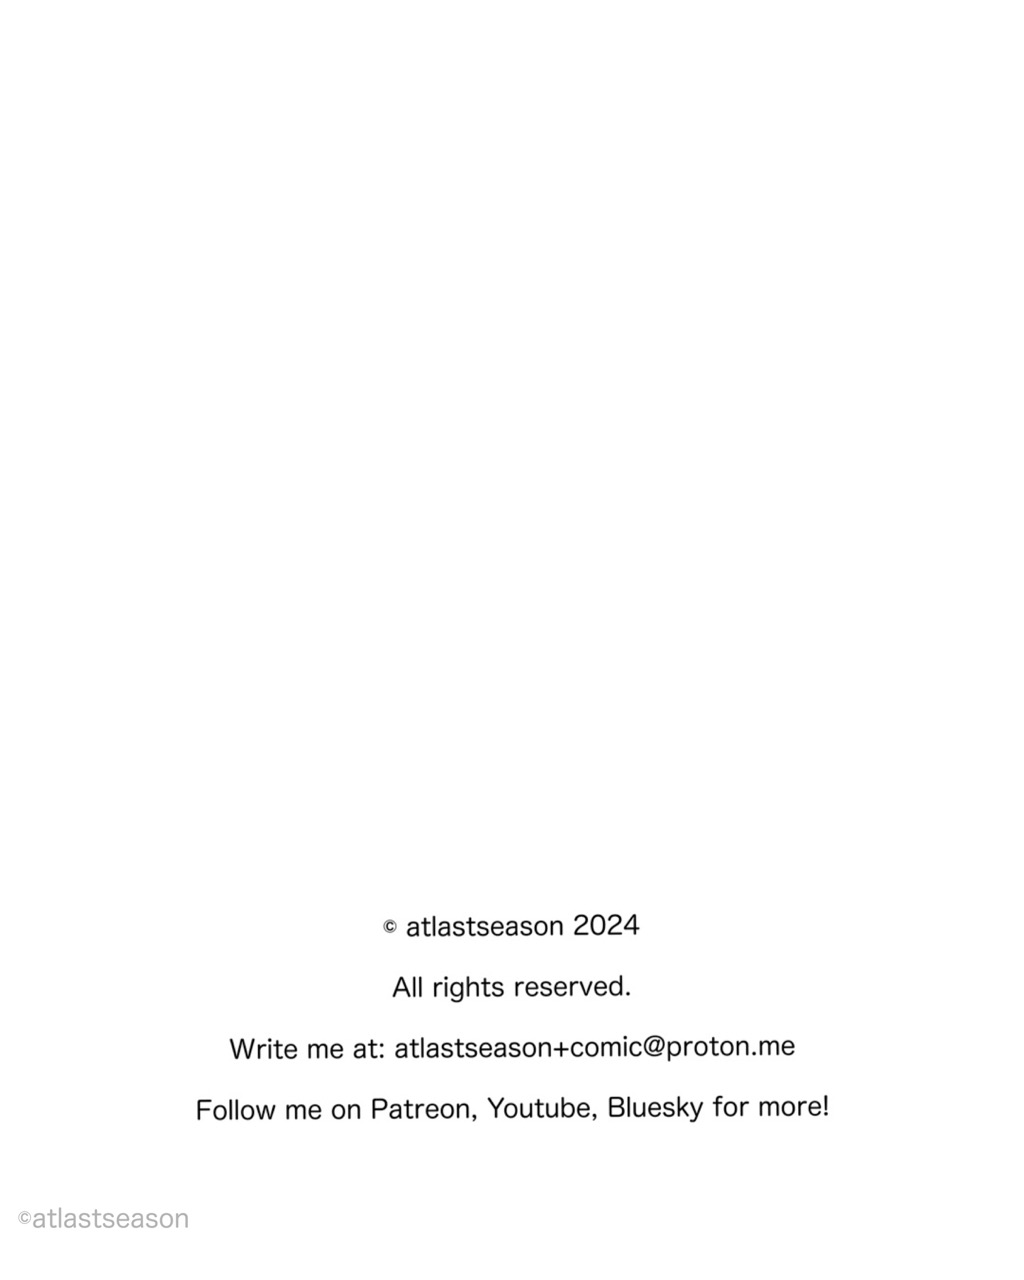 © atlastseason 2024
All rights reserved.
Write me at: atlastseason+comic@proton.me
Follow me on Patreon, Youtube, Bluesky for more!
©atlastseason